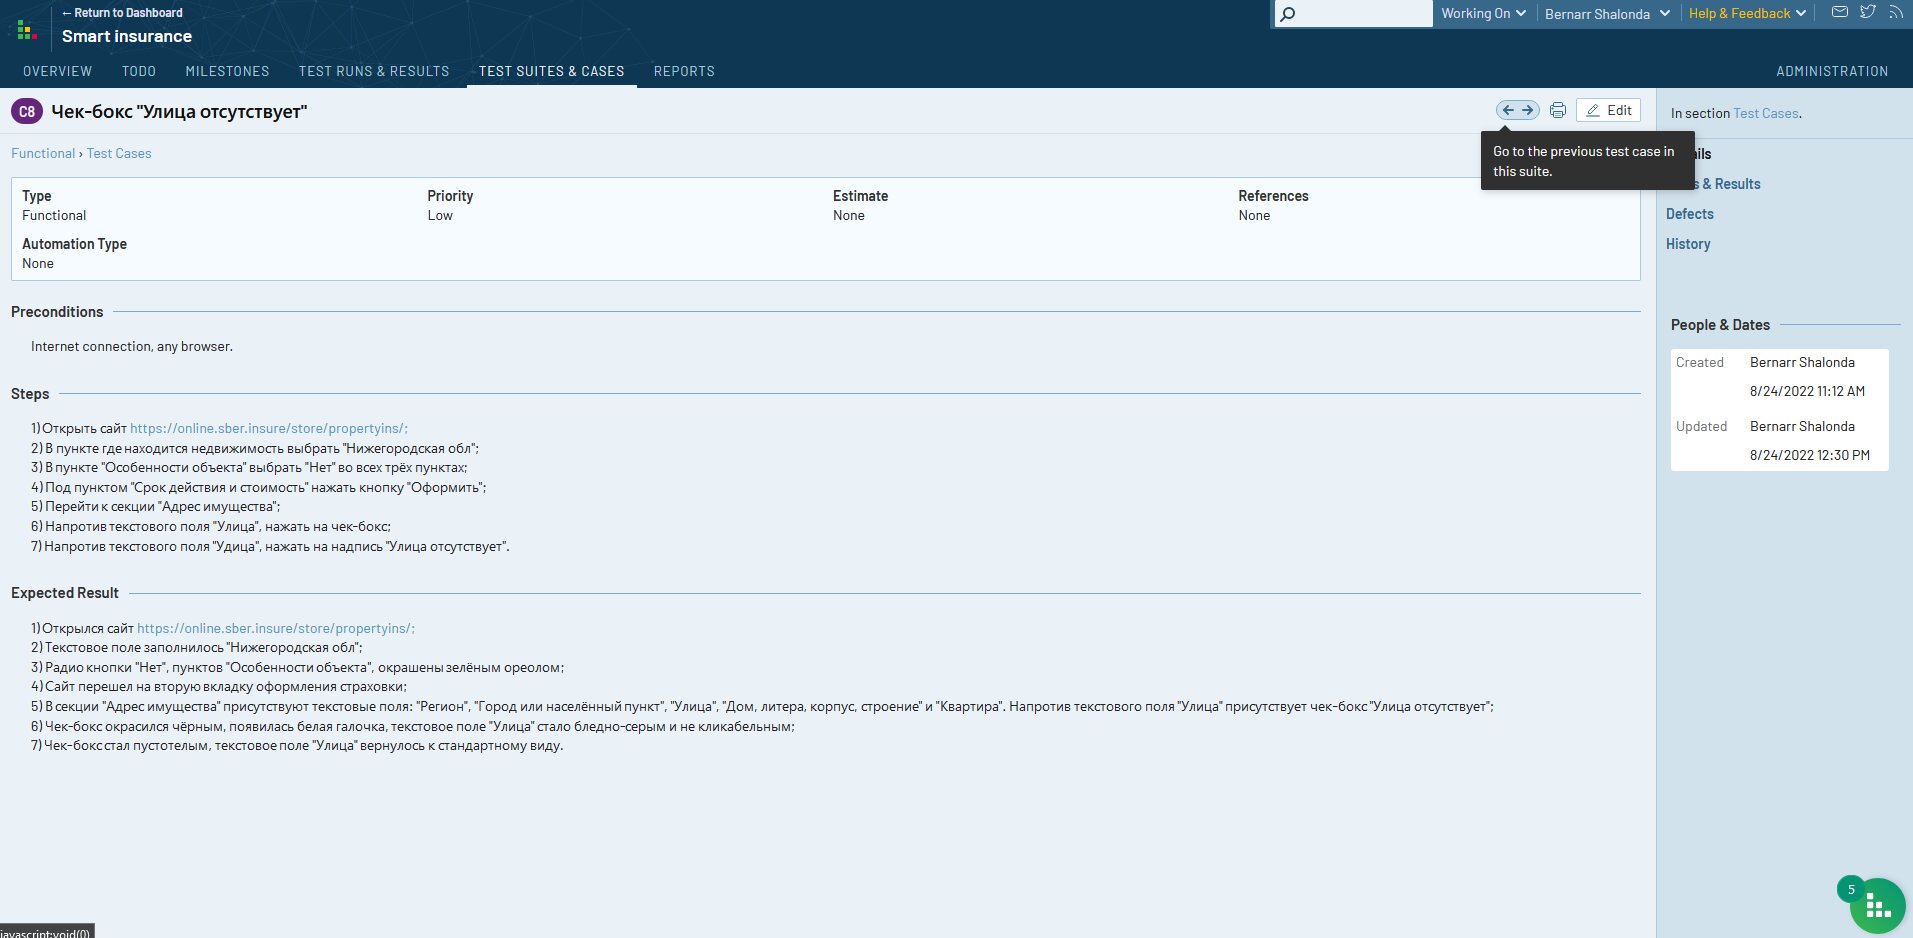 ← Return to Dashboard
Smart insurance
Working On
Bernarr Shalonda
Help & Feedback
OVERVIEW
TODO
MILESTONES
TEST RUNS & RESULTS
TEST SUITES & CASES
REPORTS
ADMINISTRATION
C8 Чек-бокс "Улица отсутствует"
Edit
In section Test Cases.
Go to the previous test case in
this suite.
Functional › Test Cases
ils
s & Results
Defects
History
Type
Functional
Priority
Low
Estimate
None
References
None
Automation Type
None
Preconditions
Internet connection, any browser.
Steps
1) Открыть сайт https://online.sber.insure/store/propertyins/;
2) В пункте где находится недвижимость выбрать "Нижегородская обл";
3) В пункте "Особенности объекта" выбрать "Нет" во всех трёх пунктах;
4) Под пунктом "Срок действия и стоимость" нажать кнопку "Оформить";
5) Перейти к секции "Адрес имущества";
6) Напротив текстового поля "Улица", нажать на чек-бокс;
7) Напротив текстового поля "Удица", нажать на надпись "Улица отсутствует".
Expected Result
1) Открылся сайт https://online.sber.insure/store/propertyins/;
2) Текстовое поле заполнилось "Нижегородская обл";
3) Радио кнопки "Нет", пунктов "Особенности объекта", окрашены зелёным ореолом;
4) Сайт перешел на вторую вкладку оформления страховки;
5) В секции "Адрес имущества" присутствуют текстовые поля: "Регион", "Город или населённый пункт", "Улица", "Дом, литера, корпус, строение" и "Квартира". Напротив текстового поля "Улица" присутствует чек-бокс "Улица отсутствует";
6) Чек-бокс окрасился чёрным, появилась белая галочка, текстовое поле "Улица" стало бледно-серым и не кликабельным;
7) Чек-бокс стал пустотелым, текстовое поле "Улица" вернулось к стандартному виду.
People & Dates
Created
Bernarr Shalonda
8/24/2022 11:12 AM
Updated
Bernarr Shalonda
8/24/2022 12:30 PM
5
javascript:void(0)